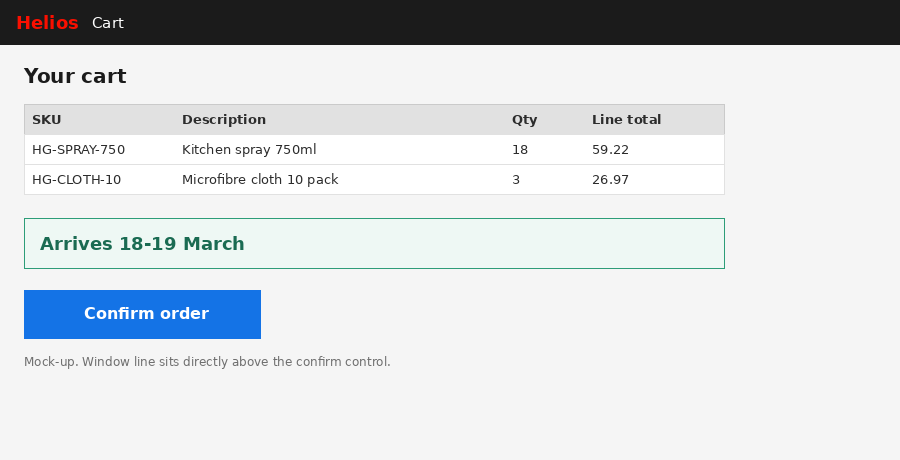 Helios Cart
Your cart
SKU Description Qty Line total
HG-SPRAY-750 Kitchen spray 750ml 18 59.22
HG-CLOTH-10 Microfibre cloth 10 pack 3 26.97
Arrives 18-19 March
Confirm order
Mock-up. Window line sits directly above the confirm control.